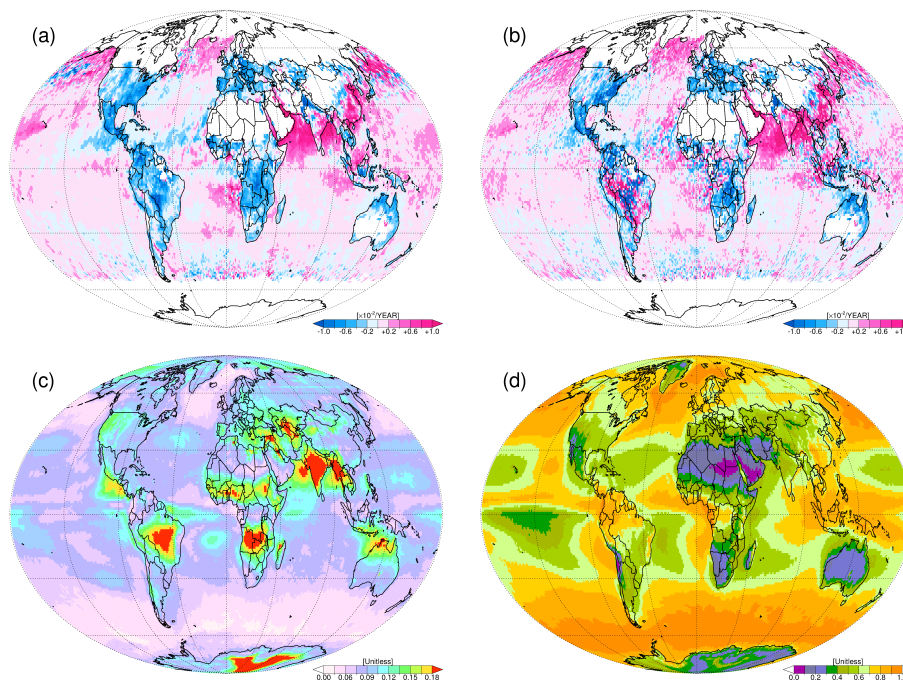 (a)
(b)
[×10⁻²/YEAR]
-1.0 -0.6 -0.2 +0.2 +0.6 +1.0
[×10⁻²/YEAR]
-1.0 -0.6 -0.2 +0.2 +0.6
(c)
(d)
[Unitless]
0.00 0.06 0.09 0.12 0.15 0.18
[Unitless]
0.0 0.2 0.4 0.6 0.8